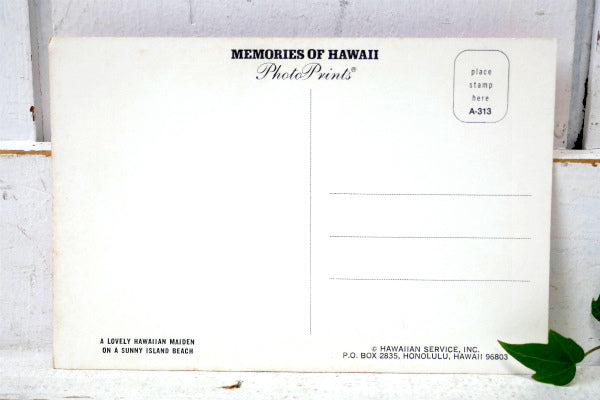 MEMORIES OF HAWAII
PhotoPrints®
place
stamp
here
A-313
A LOVELY HAWAIIAN MAIDEN
ON A SUNNY ISLAND BEACH
© HAWAIIAN SERVICE, INC.
P.O. BOX 2835, HONOLULU, HAWAII 96803